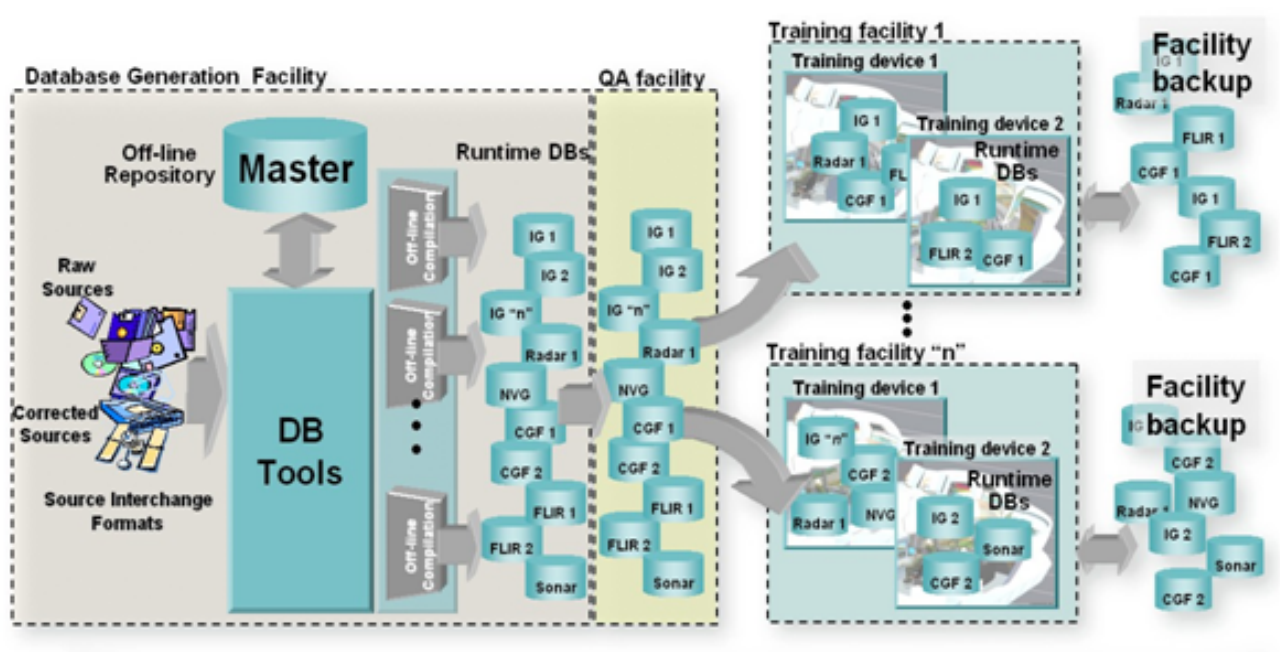 Database Generation Facility
QA facility
Off-line
Repository
Master
Runtime DBs
Raw
Sources
Corrected
Sources
Source Interchange
Formats
DB
Tools
Off-line
Compilation
Off-line
Compilation
Off-line
Compilation
IG 1
IG 2
IG "n"
Radar 1
NVG
CGF 1
CGF 2
FLIR 1
FLIR 2
Sonar
IG 1
IG 2
IG "n"
Radar 1
NVG
CGF 1
CGF 2
FLIR 1
FLIR 2
Sonar
Training facility 1
Training device 1
IG 1
Radar 1
FL
CGF 1
Training device 2
Runtime
DBs
IG 1
FLIR 2
CGF 1
Facility
backup
IG 1
Radar 1
FLIR 1
CGF 1
IG 1
FLIR 2
CGF 1
Training facility "n"
Training device 1
IG "n"
CGF 2
Radar 1
NVG
Training device 2
Runtime
DBs
IG 2
Sonar
CGF 2
Facility
backup
IG
CGF 2
Radar
NVG
IG 2
Sonar
CGF 2